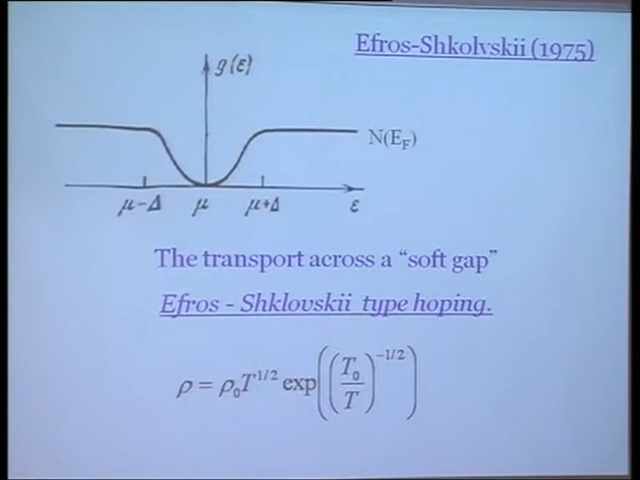 Efros-Shkolvskii (1975)
g(ε)
N(E_F)
μ-Δ μ μ+Δ ε
The transport across a “soft gap”
Efros - Shklovskii type hoping.
ρ = ρ₀T^{1/2} exp((T₀/T)^{-1/2})